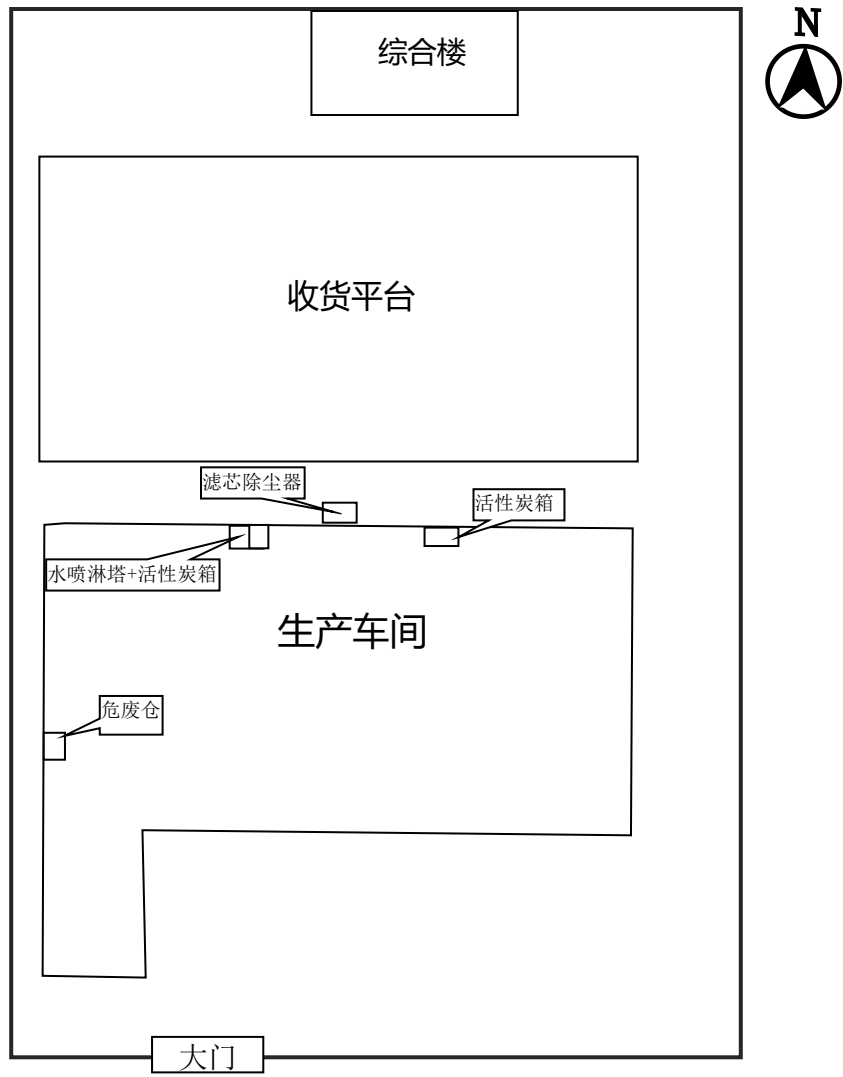 N
综合楼
收货平台
滤芯除尘器
活性炭箱
水喷淋塔+活性炭箱
生产车间
危废仓
大门